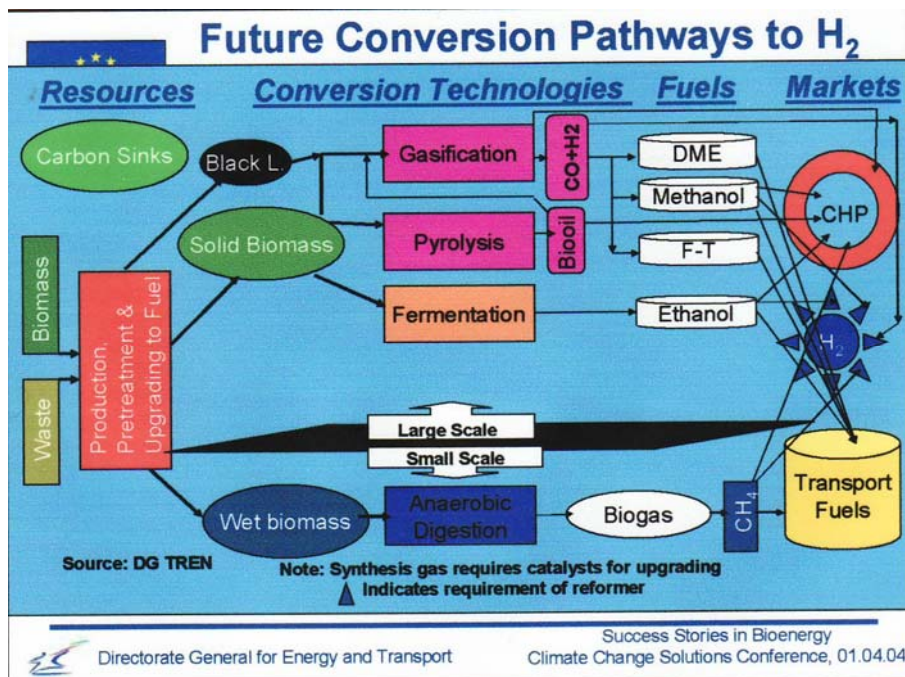 Future Conversion Pathways to H2
Resources
Conversion Technologies
Fuels
Markets
Carbon Sinks
Black L.
Gasification
CO+H2
DME
Methanol
CHP
Solid Biomass
Pyrolysis
Biooil
F-T
Biomass
Production,
Pretreatment &
Upgrading to Fuel
Fermentation
Ethanol
H2
Waste
Large Scale
Small Scale
Wet biomass
Anaerobic
Digestion
Biogas
CH4
Transport
Fuels
Source: DG TREN
Note: Synthesis gas requires catalysts for upgrading
Indicates requirement of reformer
Directorate General for Energy and Transport
Success Stories in Bioenergy
Climate Change Solutions Conference, 01.04.04